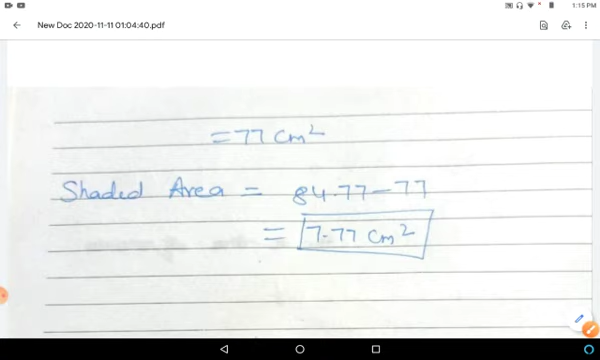 1:15 PM
New Doc 2020-11-11 01:04:40.pdf
= 77 cm²
Shaded Area = 84.77 - 77
= 7.77 cm²